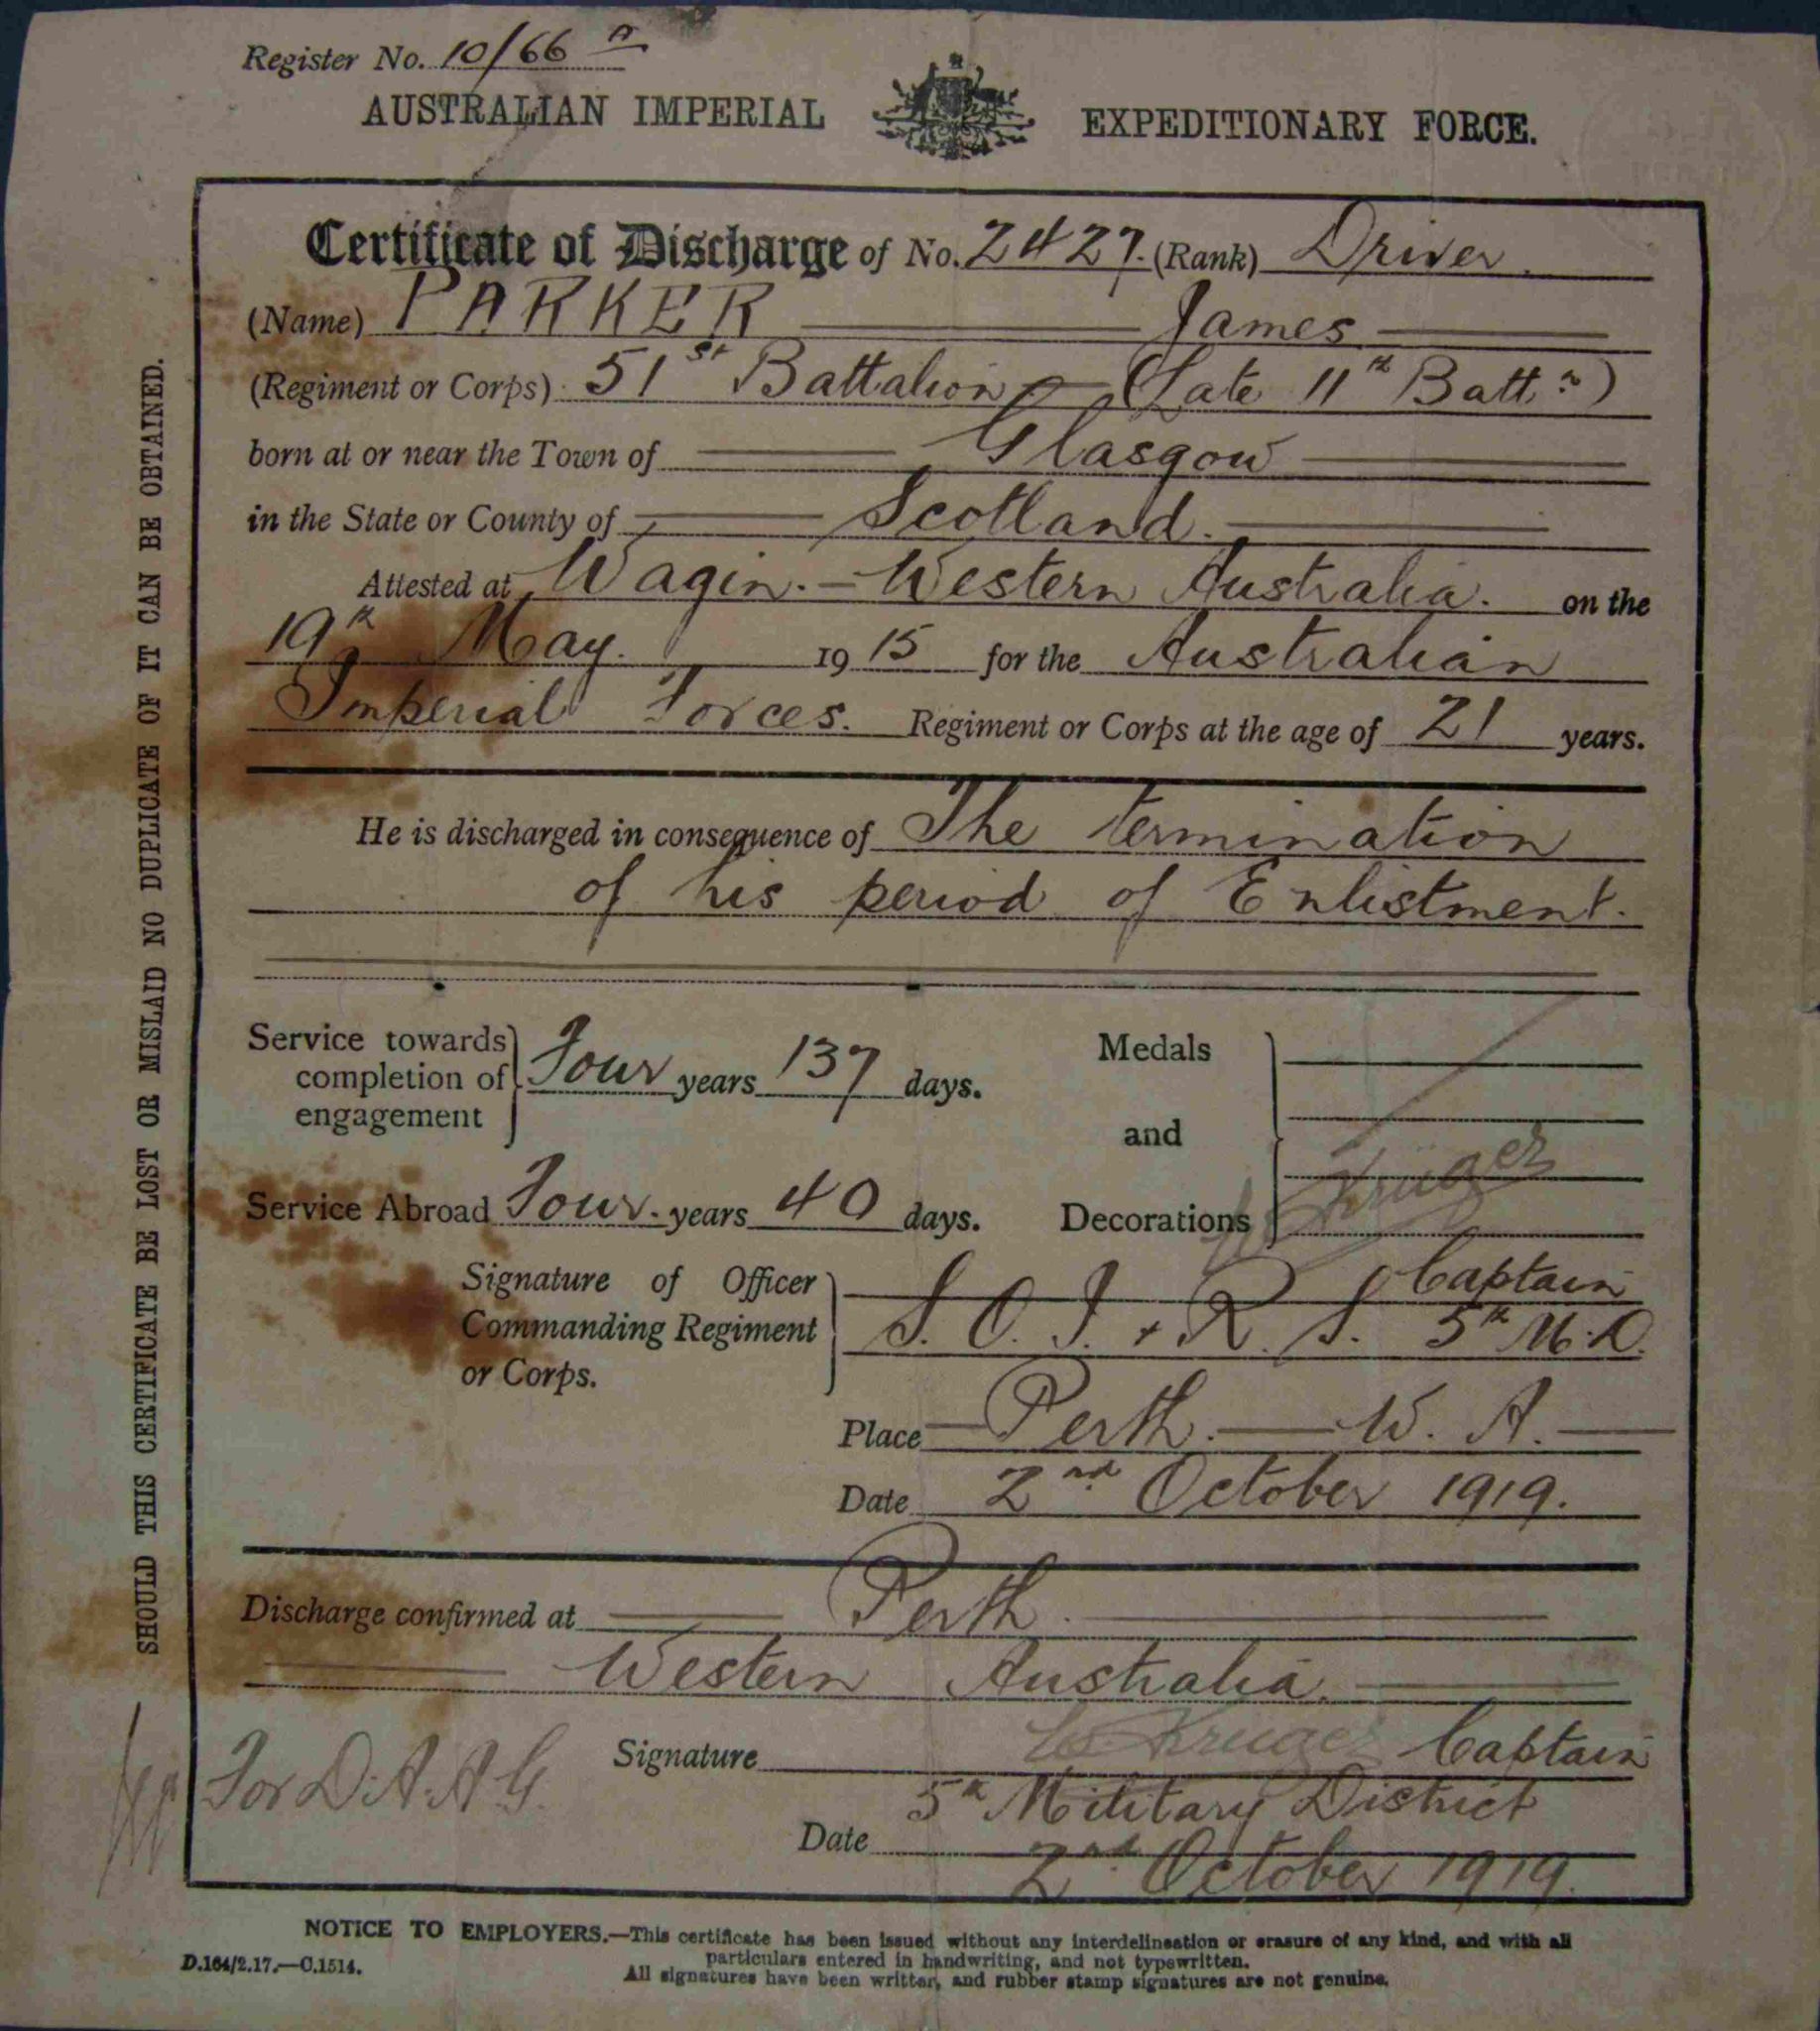 Register No. 10/66 A
AUSTRALIAN IMPERIAL EXPEDITIONARY FORCE.
Certificate of Discharge of No. 2427. (Rank) Driver.
(Name) PARKER James
(Regiment or Corps) 51st Battalion (Late 11th Battn)
born at or near the Town of Glasgow
in the State or County of Scotland.
Attested at Wagin. - Western Australia. on the
19th May. 1915 for the Australian
Imperial Forces. Regiment or Corps at the age of 21 years.
He is discharged in consequence of The termination
of his period of Enlistment.
Service towards
completion of
engagement
Four years 137 days.
Medals
and
Decorations
Service Abroad Four. years 40 days.
Kruger
Signature of Officer
Commanding Regiment
or Corps.
Captain
S. O. I. + R. S. 5th M.D.
Place Perth. W. A.
Date 2nd October 1919.
Discharge confirmed at Perth.
Western Australia.
For D.A.A.G. Signature Kruger Captain
5th Military District
Date 2nd October 1919.
NOTICE TO EMPLOYERS.—This certificate has been issued without any interdelineation or erasure of any kind, and with all
particulars entered in handwriting, and not typewritten.
All signatures have been written, and rubber stamp signatures are not genuine.
D.164/2.17.—C.1514.
SHOULD THIS CERTIFICATE BE LOST OR MISLAID NO DUPLICATE OF IT CAN BE OBTAINED.